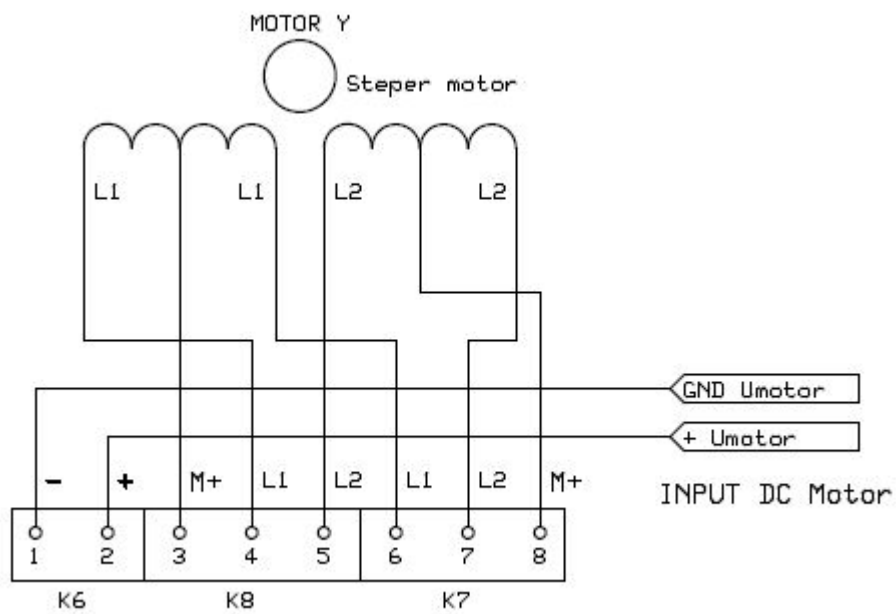 MOTOR Y
Steper motor
L1 L1 L2 L2
GND Umotor
+ Umotor
- + M+ L1 L2 L1 L2 M+
INPUT DC Motor
1 2 3 4 5 6 7 8
K6 K8 K7